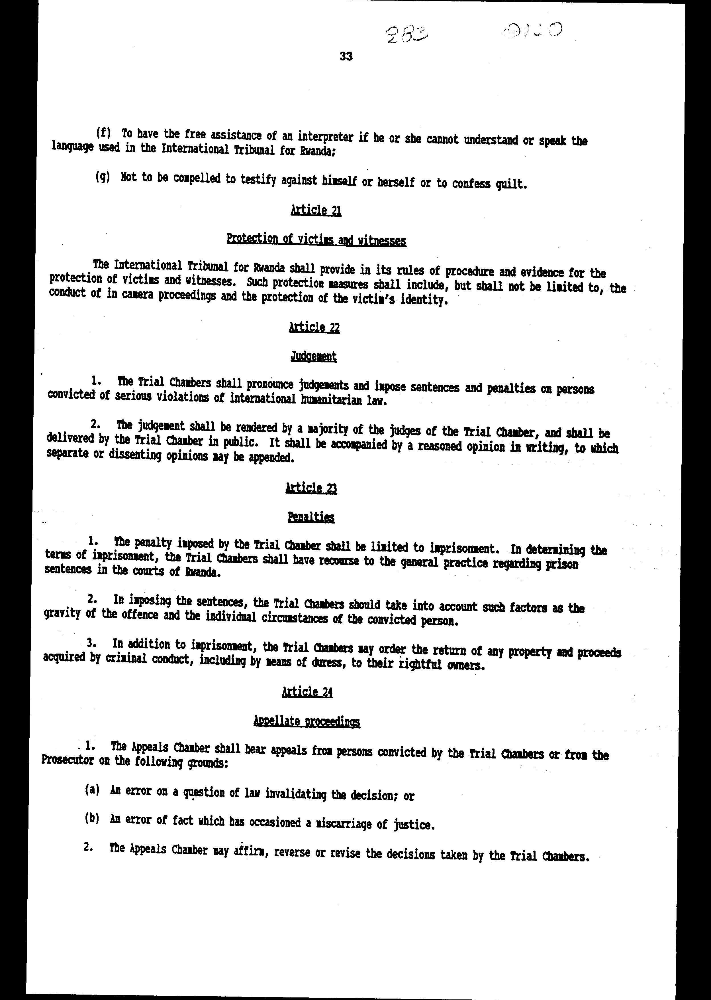 283
33
(f) To have the free assistance of an interpreter if he or she cannot understand or speak the
language used in the International Tribunal for Rwanda;
(g) Not to be compelled to testify against himself or herself or to confess guilt.
Article 21
Protection of victims and witnesses
The International Tribunal for Rwanda shall provide in its rules of procedure and evidence for the
protection of victims and witnesses. Such protection measures shall include, but shall not be limited to, the
conduct of in camera proceedings and the protection of the victim's identity.
Article 22
Judgement
1. The Trial Chambers shall pronounce judgements and impose sentences and penalties on persons
convicted of serious violations of international humanitarian law.
2. The judgement shall be rendered by a majority of the judges of the Trial Chamber, and shall be
delivered by the Trial Chamber in public. It shall be accompanied by a reasoned opinion in writing, to which
separate or dissenting opinions may be appended.
Article 23
Penalties
1. The penalty imposed by the Trial Chamber shall be limited to imprisonment. In determining the
terms of imprisonment, the Trial Chambers shall have recourse to the general practice regarding prison
sentences in the courts of Rwanda.
2. In imposing the sentences, the Trial Chambers should take into account such factors as the
gravity of the offence and the individual circumstances of the convicted person.
3. In addition to imprisonment, the Trial Chambers may order the return of any property and proceeds
acquired by criminal conduct, including by means of duress, to their rightful owners.
Article 24
Appellate proceedings
1. The Appeals Chamber shall hear appeals from persons convicted by the Trial Chambers or from the
Prosecutor on the following grounds:
(a) An error on a question of law invalidating the decision; or
(b) An error of fact which has occasioned a miscarriage of justice.
2. The Appeals Chamber may affirm, reverse or revise the decisions taken by the Trial Chambers.